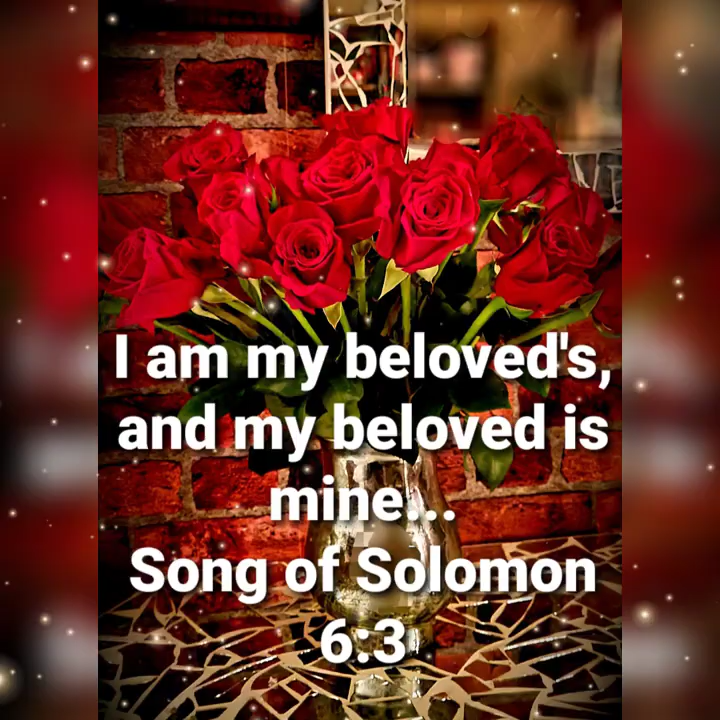 I am my beloved's,
and my beloved is
mine...
Song of Solomon
6:3